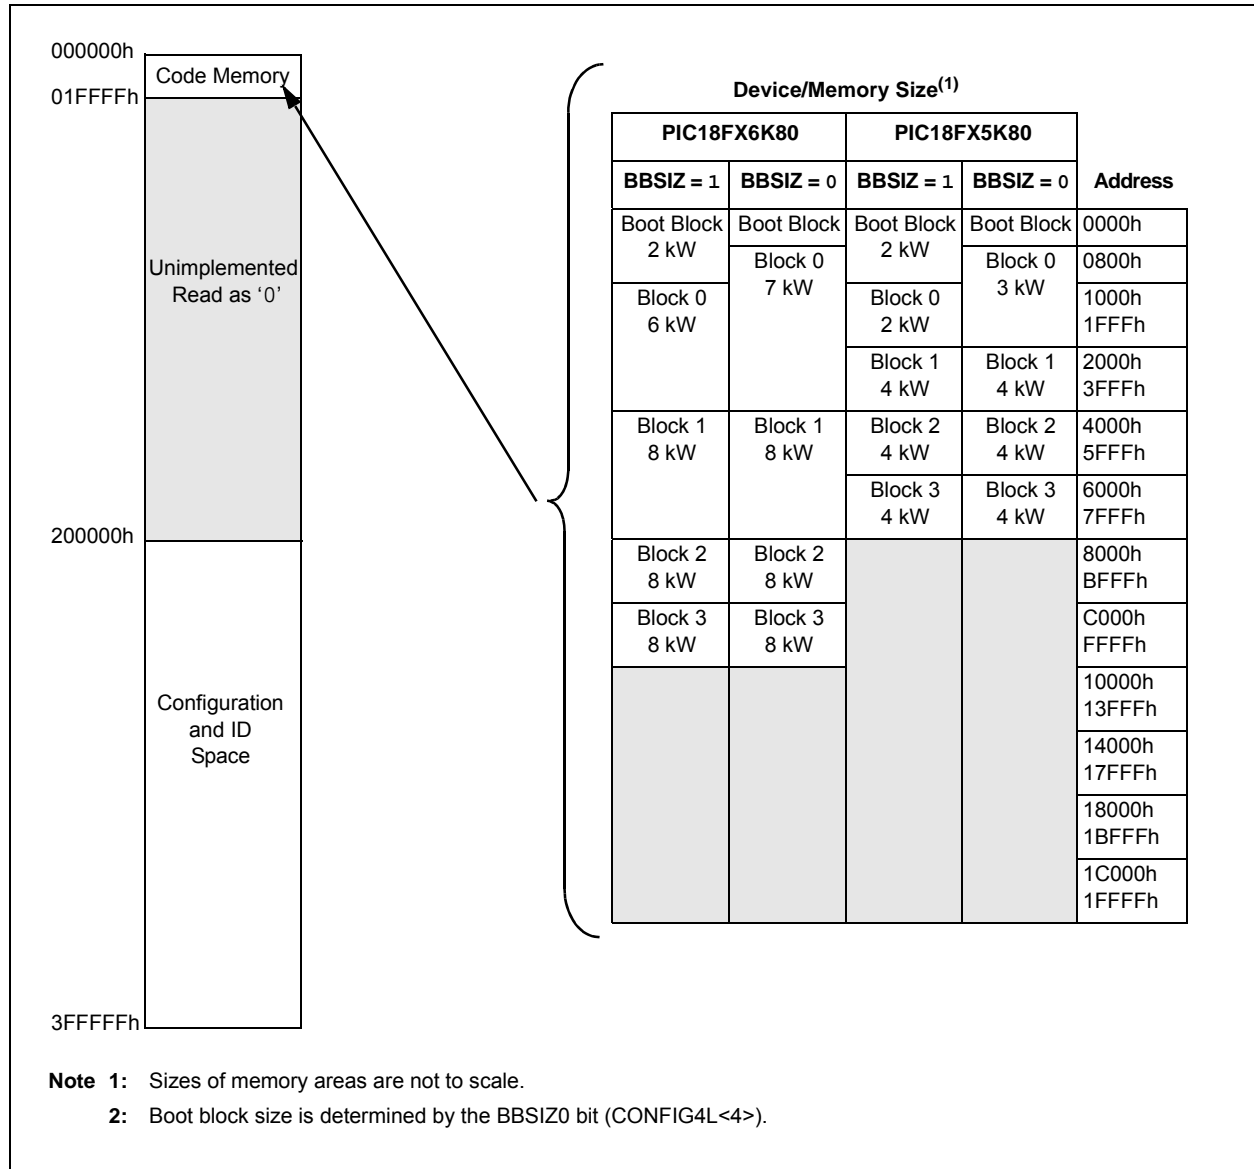 000000h
Code Memory
01FFFFh
Unimplemented
Read as ‘0’
200000h
Configuration
and ID
Space
3FFFFFh
Device/Memory Size(1)
PIC18FX6K80 PIC18FX5K80
BBSIZ = 1 BBSIZ = 0 BBSIZ = 1 BBSIZ = 0 Address
Boot Block Boot Block Boot Block Boot Block 0000h
2 kW Block 0 2 kW Block 0 0800h
7 kW 3 kW
Block 0 Block 0 1000h
6 kW 2 kW 1FFFh
Block 1 Block 1 2000h
4 kW 4 kW 3FFFh
Block 1 Block 1 Block 2 Block 2 4000h
8 kW 8 kW 4 kW 4 kW 5FFFh
Block 3 Block 3 6000h
4 kW 4 kW 7FFFh
Block 2 Block 2 8000h
8 kW 8 kW BFFFh
Block 3 Block 3 C000h
8 kW 8 kW FFFFh
10000h
13FFFh
14000h
17FFFh
18000h
1BFFFh
1C000h
1FFFFh
Note 1: Sizes of memory areas are not to scale.
2: Boot block size is determined by the BBSIZ0 bit (CONFIG4L<4>).